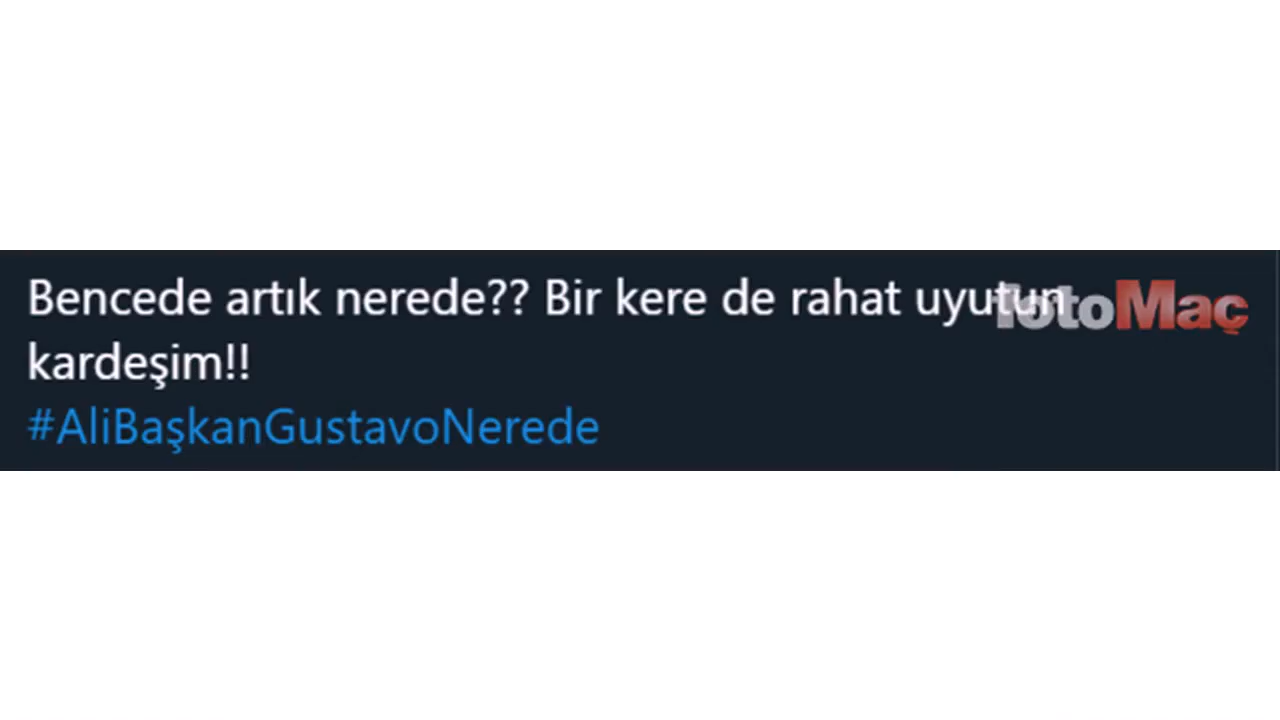 Bencede artık nerede?? Bir kere de rahat uyutun
kardeşim!!
#AliBaşkanGustavoNerede
fotoMaç